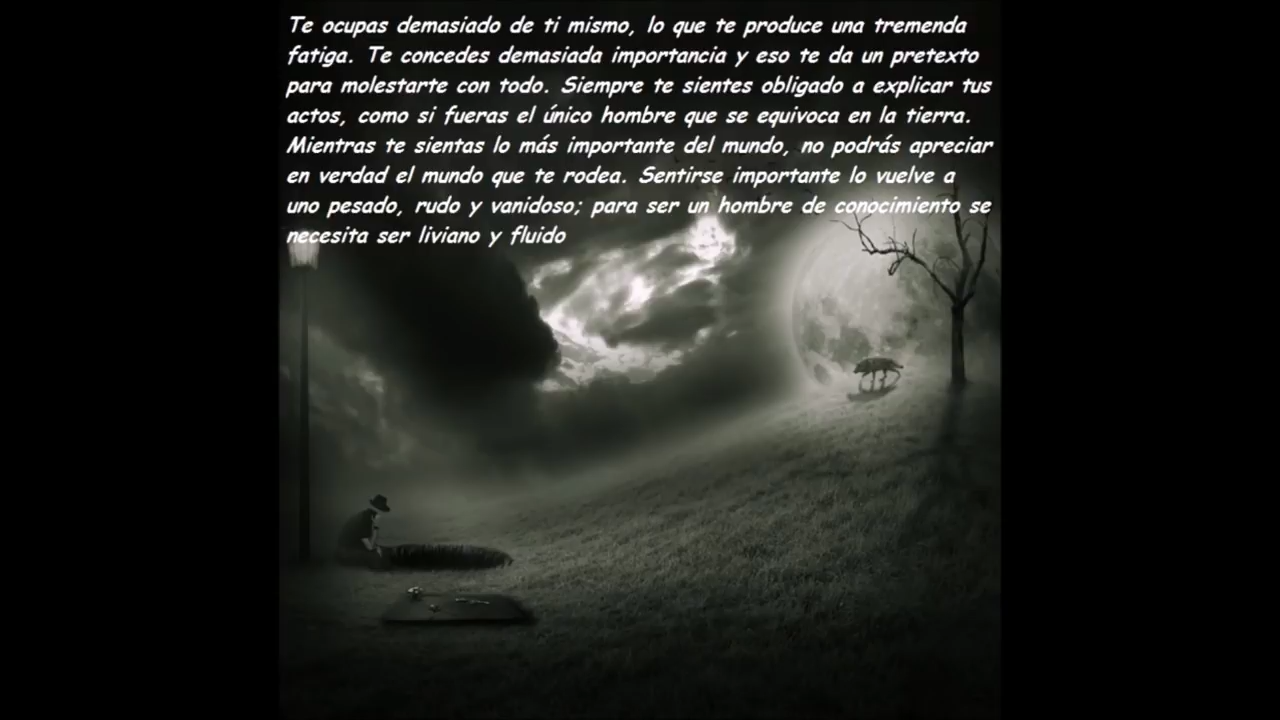 Te ocupas demasiado de ti mismo, lo que te produce una tremenda
fatiga. Te concedes demasiada importancia y eso te da un pretexto
para molestarte con todo. Siempre te sientes obligado a explicar tus
actos, como si fueras el único hombre que se equivoca en la tierra.
Mientras te sientas lo más importante del mundo, no podrás apreciar
en verdad el mundo que te rodea. Sentirse importante lo vuelve a
uno pesado, rudo y vanidoso; para ser un hombre de conocimiento se
necesita ser liviano y fluido